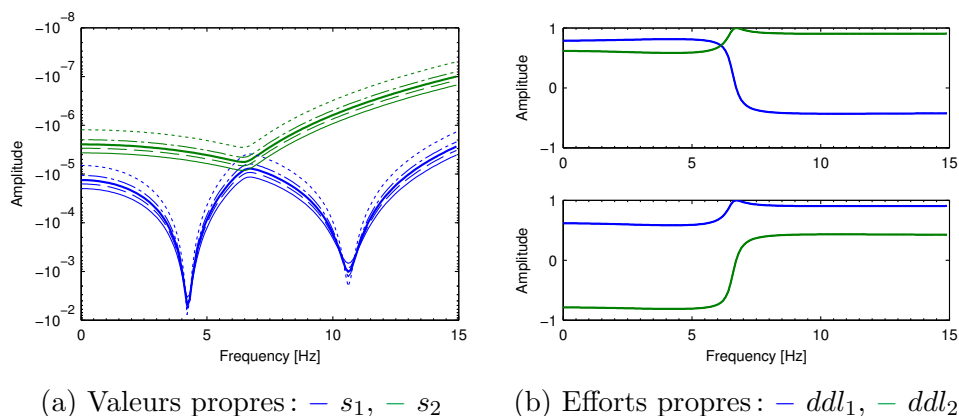 -10⁻⁸
-10⁻⁷
-10⁻⁶
-10⁻⁵
-10⁻⁴
-10⁻³
-10⁻²
Amplitude
0 5 10 15
Frequency [Hz]
(a) Valeurs propres : – s₁, – s₂
1
0
-1
Amplitude
0 5 10 15
1
0
-1
Amplitude
0 5 10 15
Frequency [Hz]
(b) Efforts propres : – ddl₁, – ddl₂